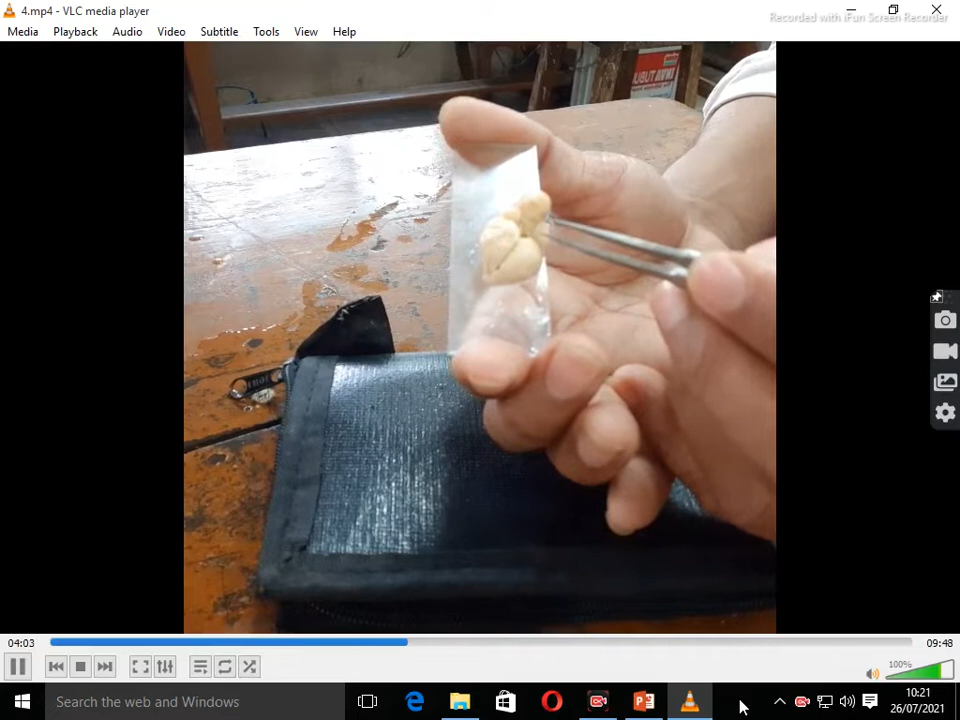 4.mp4 - VLC media player
Recorded with iFun Screen Recorder
Media Playback Audio Video Subtitle Tools View Help
04:03
09:48
100%
Search the web and Windows
10:21
26/07/2021